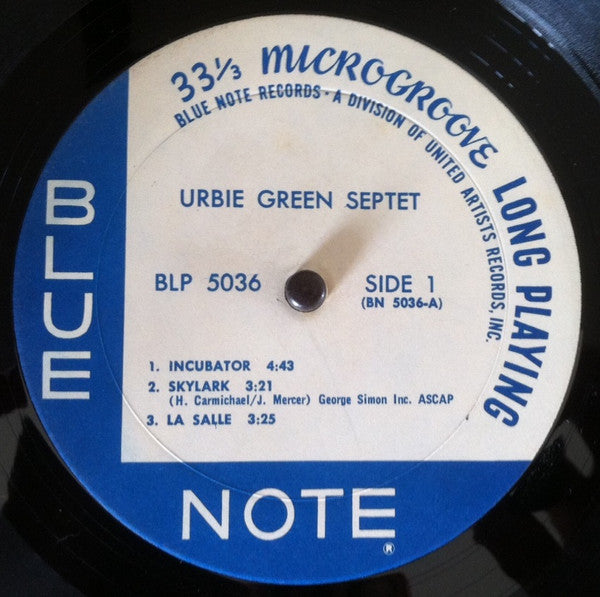 33⅓ MICROGROOVE LONG PLAYING
BLUE NOTE RECORDS · A DIVISION OF UNITED ARTISTS RECORDS, INC.
URBIE GREEN SEPTET
BLP 5036 SIDE 1
(BN 5036-A)
1. INCUBATOR 4:43
2. SKYLARK 3:21
(H. Carmichael/J. Mercer) George Simon Inc. ASCAP
3. LA SALLE 3:25
BLUE
NOTE®